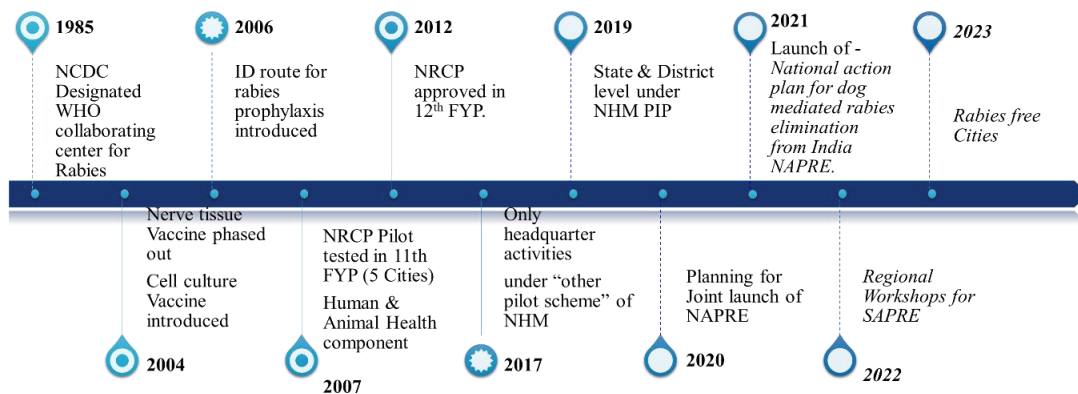 1985
NCDC
Designated
WHO
collaborating
center for
Rabies
2004
Nerve tissue
Vaccine phased
out
Cell culture
Vaccine
introduced
2006
ID route for
rabies
prophylaxis
introduced
2007
NRCP Pilot
tested in 11th
FYP (5 Cities)
Human &
Animal Health
component
2012
NRCP
approved in
12th FYP.
2017
Only
headquarter
activities
under “other
pilot scheme” of
NHM
2019
State & District
level under
NHM PIP
2020
Planning for
Joint launch of
NAPRE
2021
Launch of -
National action
plan for dog
mediated rabies
elimination
from India
NAPRE.
2022
Regional
Workshops for
SAPRE
2023
Rabies free
Cities